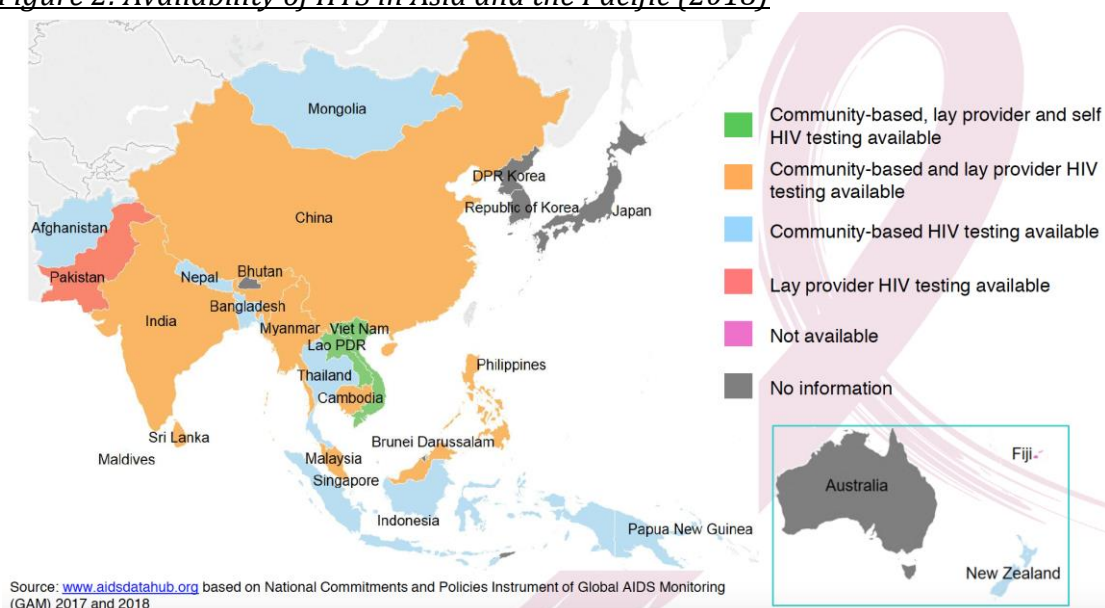 Figure 2: Availability of HTS in Asia and the Pacific (2018)
Mongolia
DPR Korea
Republic of Korea
Japan
China
Afghanistan
Pakistan
Nepal
Bhutan
Bangladesh
India
Myanmar
Viet Nam
Lao PDR
Thailand
Cambodia
Philippines
Sri Lanka
Maldives
Brunei Darussalam
Malaysia
Singapore
Indonesia
Papua New Guinea
Community-based, lay provider and self
HIV testing available
Community-based and lay provider HIV
testing available
Community-based HIV testing available
Lay provider HIV testing available
Not available
No information
Fiji
Australia
New Zealand
Source: www.aidsdatahub.org based on National Commitments and Policies Instrument of Global AIDS Monitoring
(GAM) 2017 and 2018